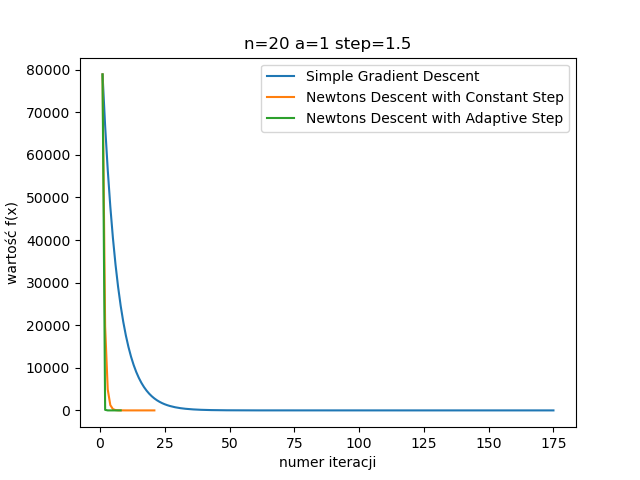 n=20 a=1 step=1.5
Simple Gradient Descent
Newtons Descent with Constant Step
Newtons Descent with Adaptive Step
wartość f(x)
80000
70000
60000
50000
40000
30000
20000
10000
0
0 25 50 75 100 125 150 175
numer iteracji